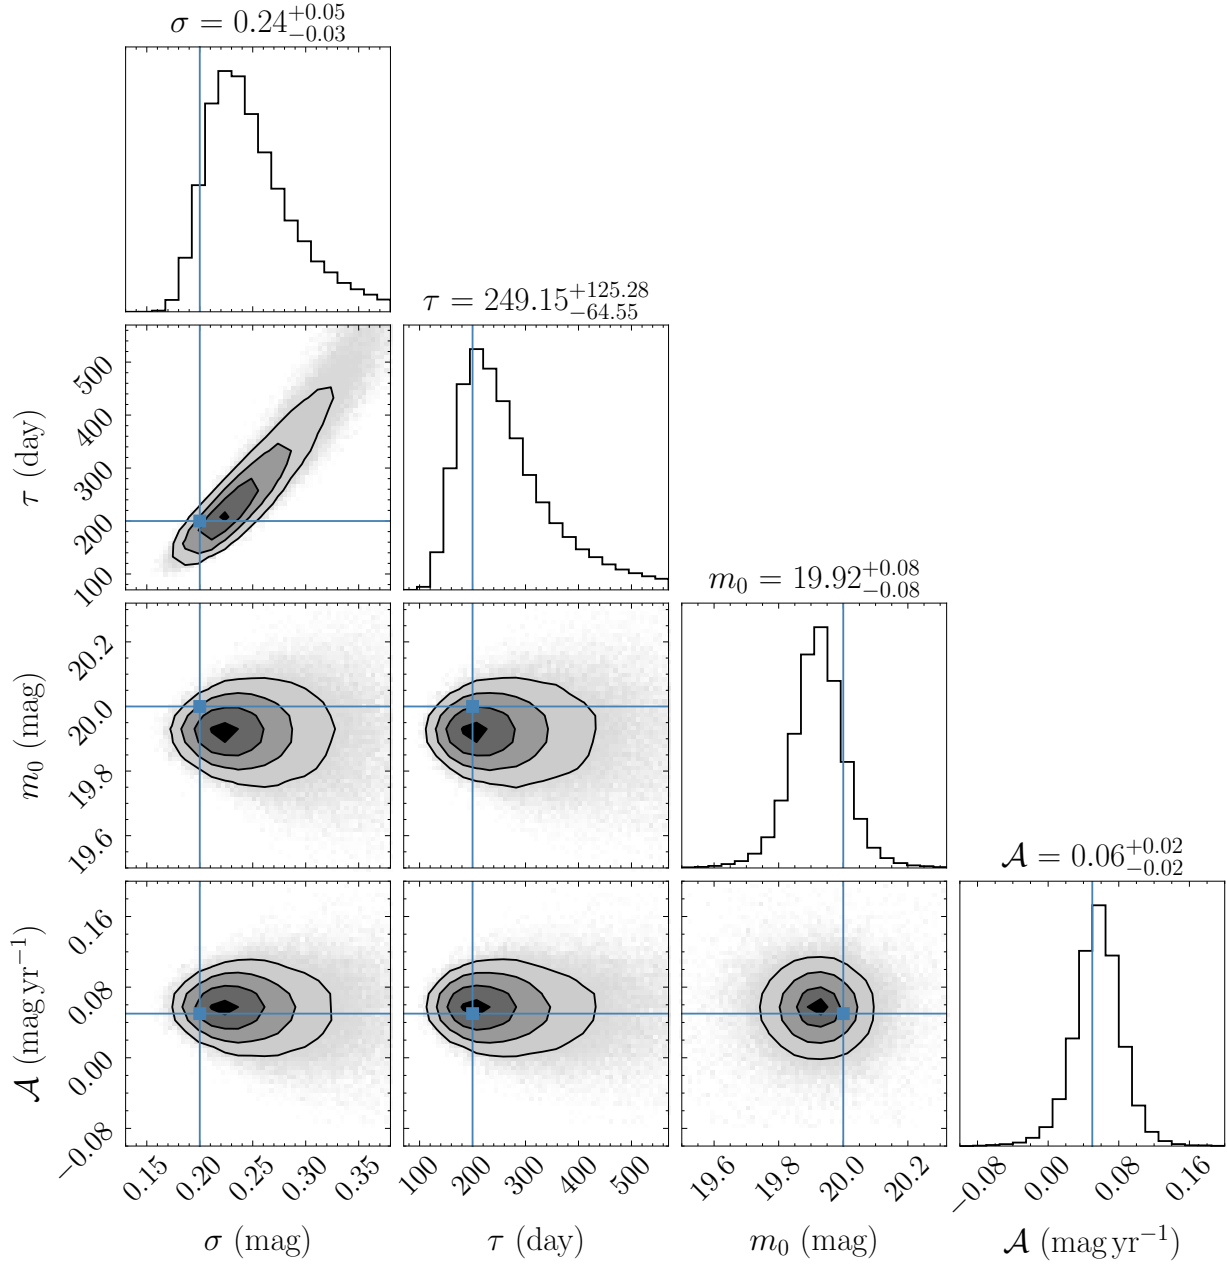 σ = 0.24+0.05−0.03
τ = 249.15+125.28−64.55
500
400
300
200
100
τ (day)
m0 = 19.92+0.08−0.08
20.2
20.0
19.8
19.6
m0 (mag)
𝒜 = 0.06+0.02−0.02
0.16
0.08
0.00
−0.08
𝒜 (mag yr−1)
0.15 0.20 0.25 0.30 0.35
100 200 300 400 500
19.6 19.8 20.0 20.2
−0.08 0.00 0.08 0.16
σ (mag)
τ (day)
m0 (mag)
𝒜 (mag yr−1)